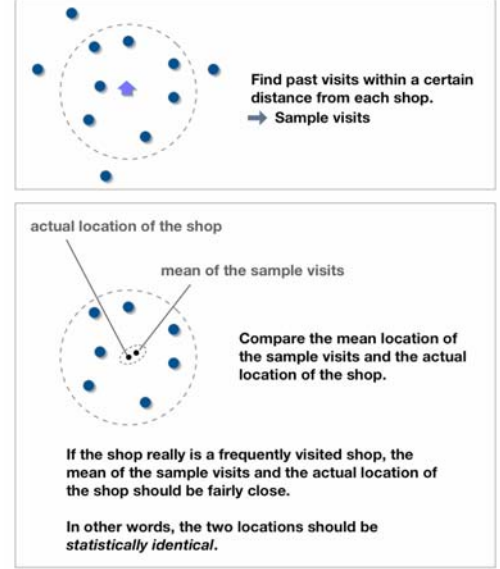 Find past visits within a certain
distance from each shop.
Sample visits
actual location of the shop
mean of the sample visits
Compare the mean location of
the sample visits and the actual
location of the shop.
If the shop really is a frequently visited shop, the
mean of the sample visits and the actual location of
the shop should be fairly close.
In other words, the two locations should be
statistically identical.